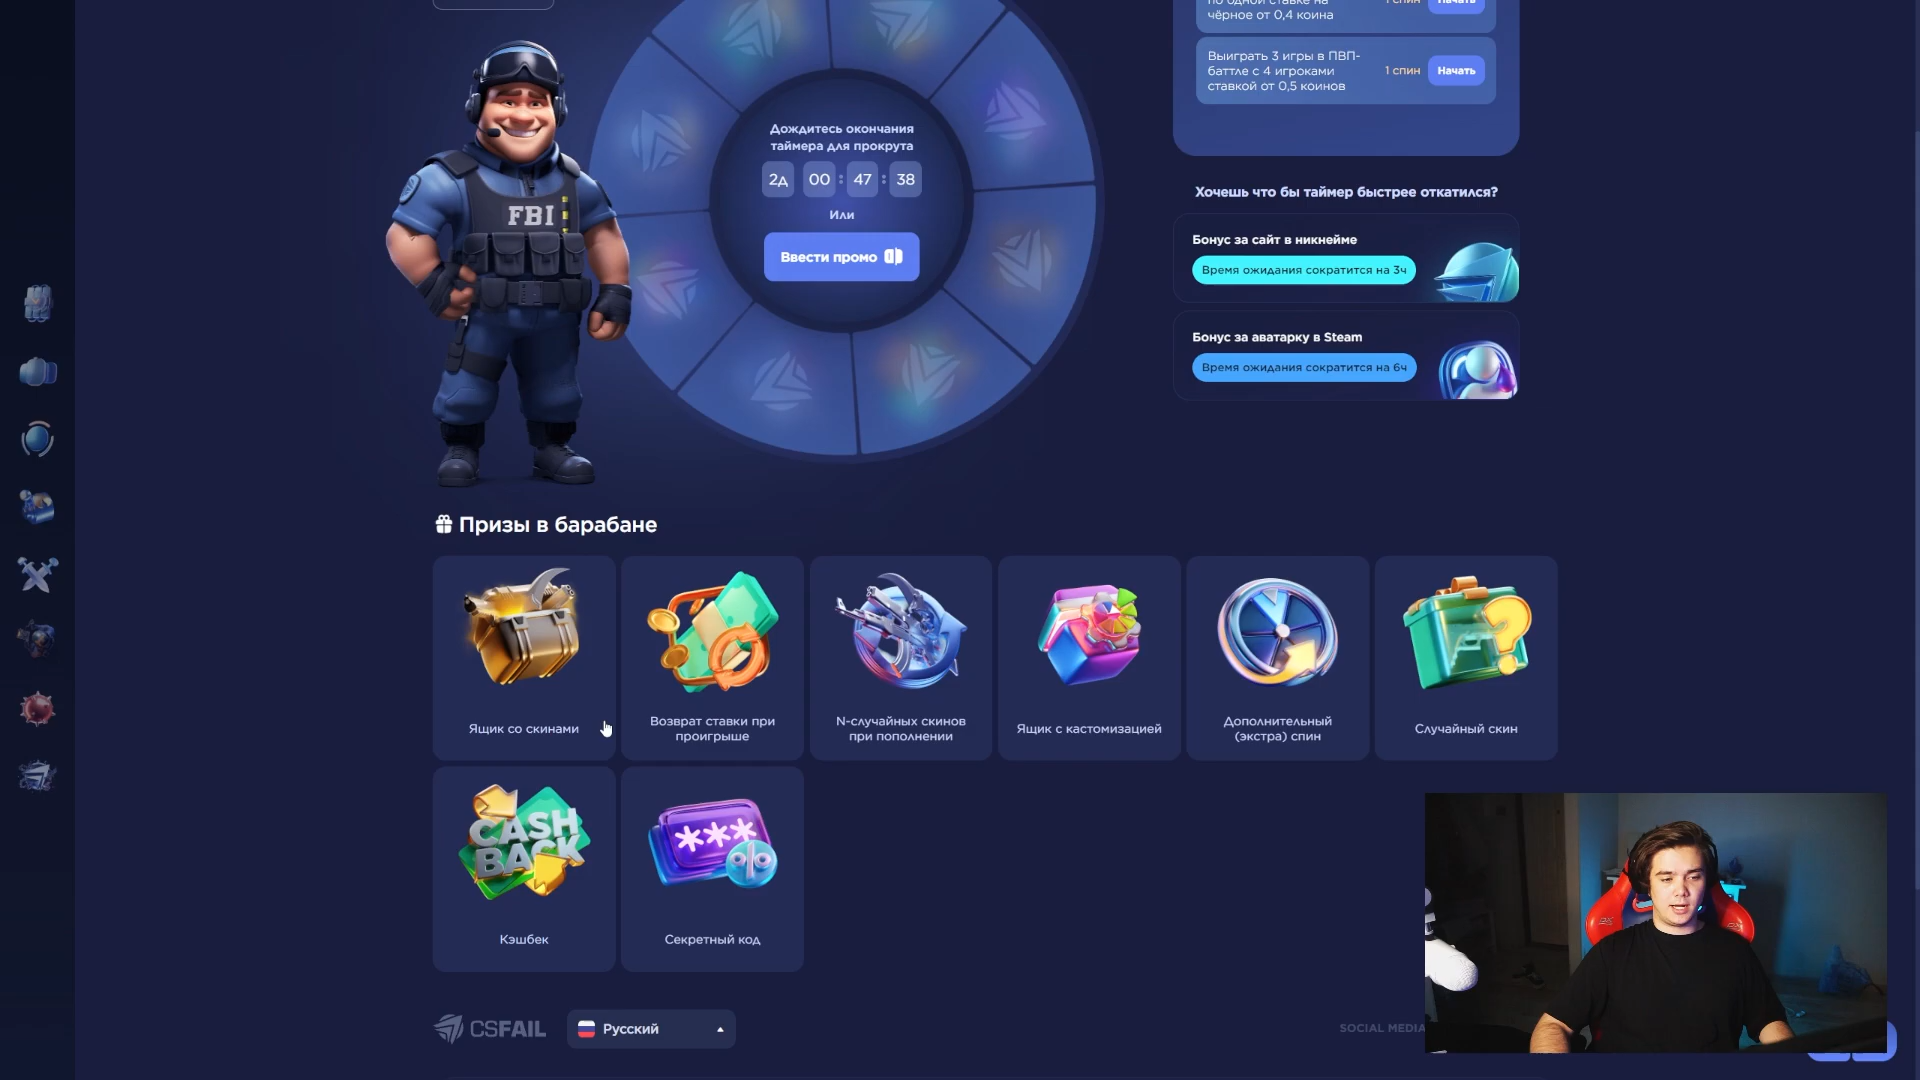 чёрное от 0,4 коина
Выиграть 3 игры в ПВП-
баттле с 4 игроками
ставкой от 0,5 коинов
1 спин
Начать
Дождитесь окончания
таймера для прокрута
2д 00 : 47 : 38
Или
Ввести промо
FBI
Хочешь что бы таймер быстрее откатился?
Бонус за сайт в никнейме
Время ожидания сократится на 3ч
Бонус за аватарку в Steam
Время ожидания сократится на 6ч
Призы в барабане
Ящик со скинами
Возврат ставки при
проигрыше
N-случайных скинов
при пополнении
Ящик с кастомизацией
Дополнительный
(экстра) спин
Случайный скин
CASH
BACK
Кэшбек
Секретный код
CSFAIL
Русский
SOCIAL MEDIA